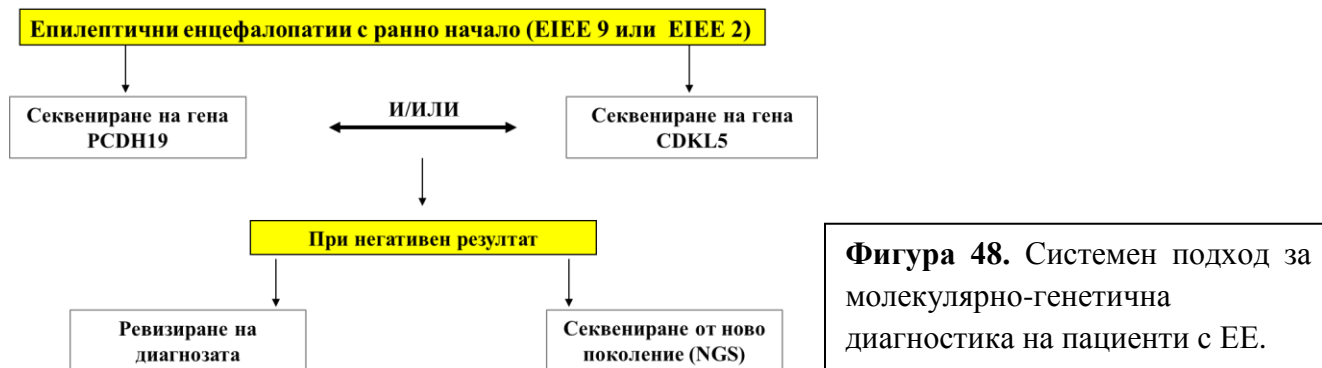 Епилептични енцефалопатии с ранно начало (EIEE 9 или EIEE 2)
Секвениране на гена
PCDH19
И/ИЛИ
Секвениране на гена
CDKL5
При негативен резултат
Ревизиране на
диагнозата
Секвениране от ново
поколение (NGS)
Фигура 48. Системен подход за
молекулярно-генетична
диагностика на пациенти с ЕЕ.